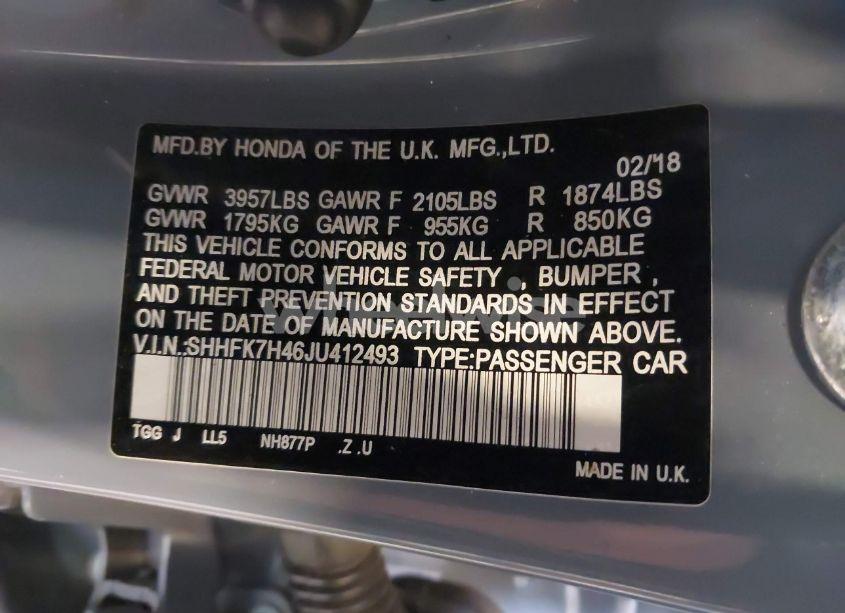 MFD.BY HONDA OF THE U.K. MFG.,LTD.
02/'18
GVWR 3957LBS GAWR F 2105LBS R 1874LBS
GVWR 1795KG GAWR F 955KG R 850KG
THIS VEHICLE CONFORMS TO ALL APPLICABLE
FEDERAL MOTOR VEHICLE SAFETY , BUMPER ,
AND THEFT PREVENTION STANDARDS IN EFFECT
ON THE DATE OF MANUFACTURE SHOWN ABOVE.
V.I.N.:SHHFK7H46JU412493 TYPE:PASSENGER CAR
TGG J LL5 NH877P .Z .U
MADE IN U.K.